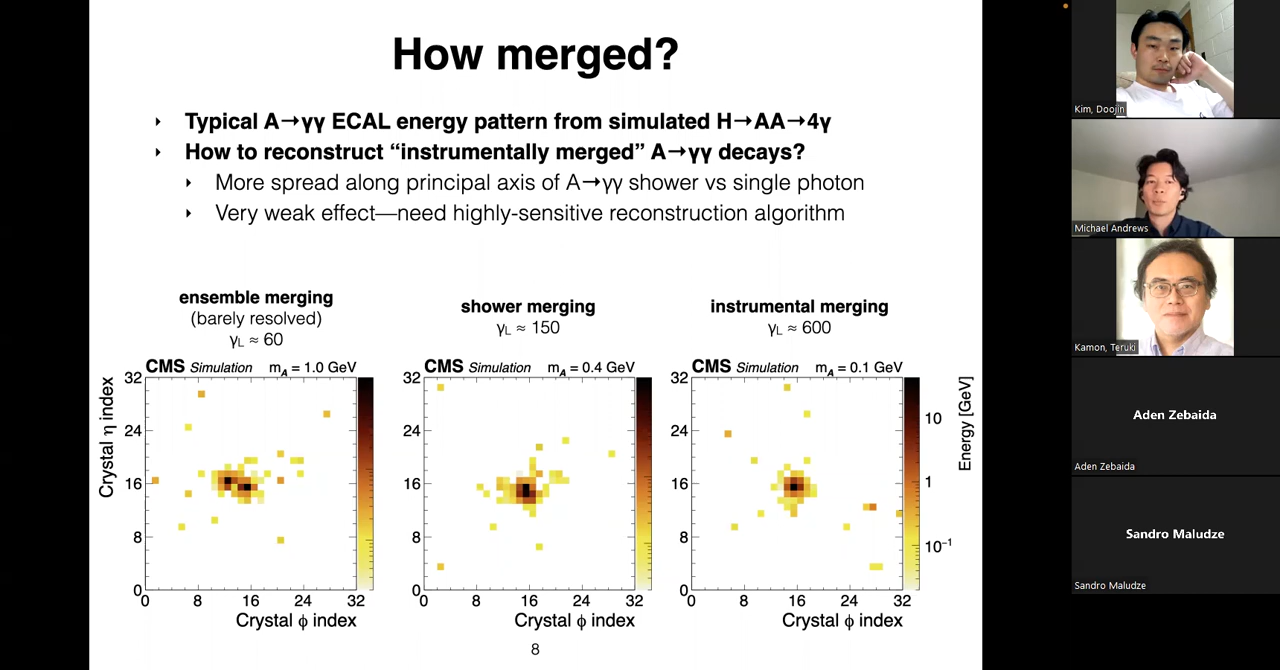 How merged?
‣ Typical A→γγ ECAL energy pattern from simulated H→AA→4γ
‣ How to reconstruct “instrumentally merged” A→γγ decays?
‣ More spread along principal axis of A→γγ shower vs single photon
‣ Very weak effect—need highly-sensitive reconstruction algorithm
ensemble merging
(barely resolved)
γL ≈ 60
CMS Simulation mA = 1.0 GeV
Crystal η index
32
24
16
8
0
0 8 16 24 32
Crystal ϕ index
shower merging
γL ≈ 150
CMS Simulation mA = 0.4 GeV
32
24
16
8
0
0 8 16 24 32
Crystal ϕ index
instrumental merging
γL ≈ 600
CMS Simulation mA = 0.1 GeV
32
24
16
8
0
0 8 16 24 32
Crystal ϕ index
10
1
10⁻¹
Energy [GeV]
8
Kim, Doojin
Michael Andrews
Kamon, Teruki
Aden Zebaida
Aden Zebaida
Sandro Maludze
Sandro Maludze